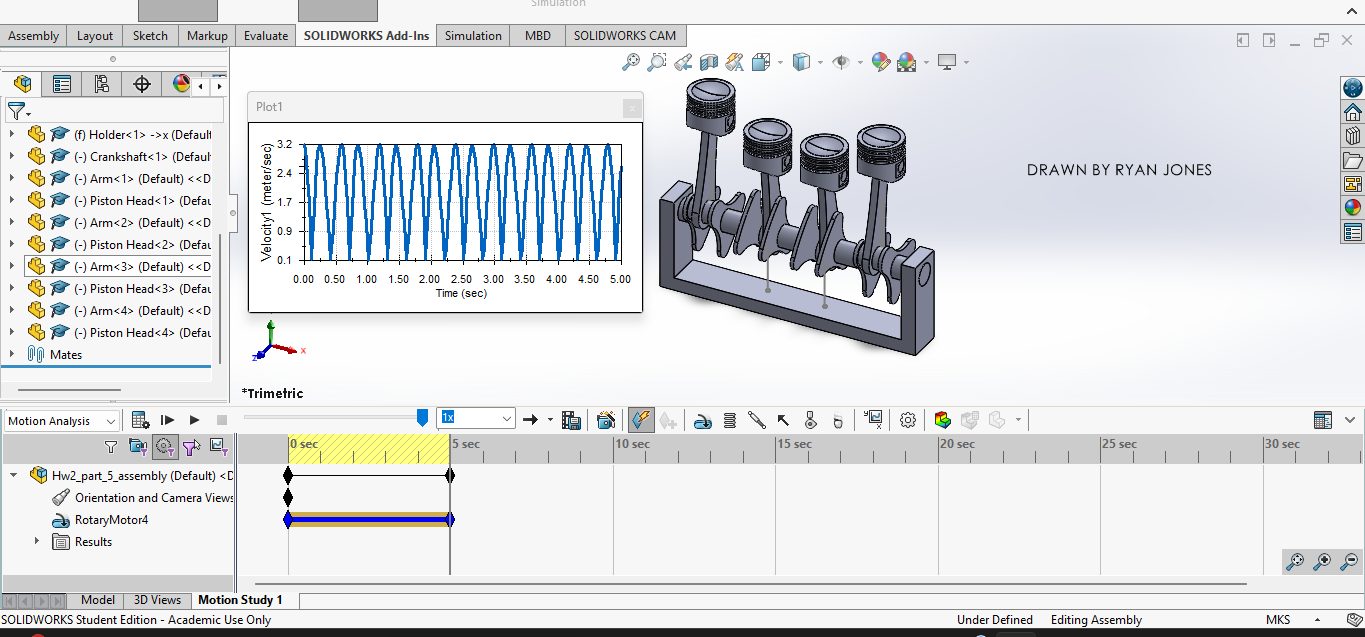 Simulation
Assembly Layout Sketch Markup Evaluate SOLIDWORKS Add-Ins Simulation MBD SOLIDWORKS CAM
Plot1
(f) Holder<1> ->x (Default
(-) Crankshaft<1> (Default
(-) Arm<1> (Default) <<D
(-) Piston Head<1> (Defau
(-) Arm<2> (Default) <<D
(-) Piston Head<2> (Defau
(-) Arm<3> (Default) <<D
(-) Piston Head<3> (Defau
(-) Arm<4> (Default) <<D
(-) Piston Head<4> (Defau
Mates
Velocity1 (meter/sec)
3.2
2.4
1.7
0.9
0.1
0.00 0.50 1.00 1.50 2.00 2.50 3.00 3.50 4.00 4.50 5.00
Time (sec)
DRAWN BY RYAN JONES
z x
*Trimetric
Motion Analysis 1x
0 sec 5 sec 10 sec 15 sec 20 sec 25 sec 30 sec
Hw2_part_5_assembly (Default) <D
Orientation and Camera Views
RotaryMotor4
Results
Model 3D Views Motion Study 1
SOLIDWORKS Student Edition - Academic Use Only Under Defined Editing Assembly MKS